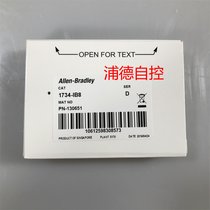 OPEN FOR TEXT
浦德自控
Allen-Bradley
CAT SER
1734-IB8 D
MAT NO
PN-130651
10612598308573
PRODUCT OF SINGAPORE